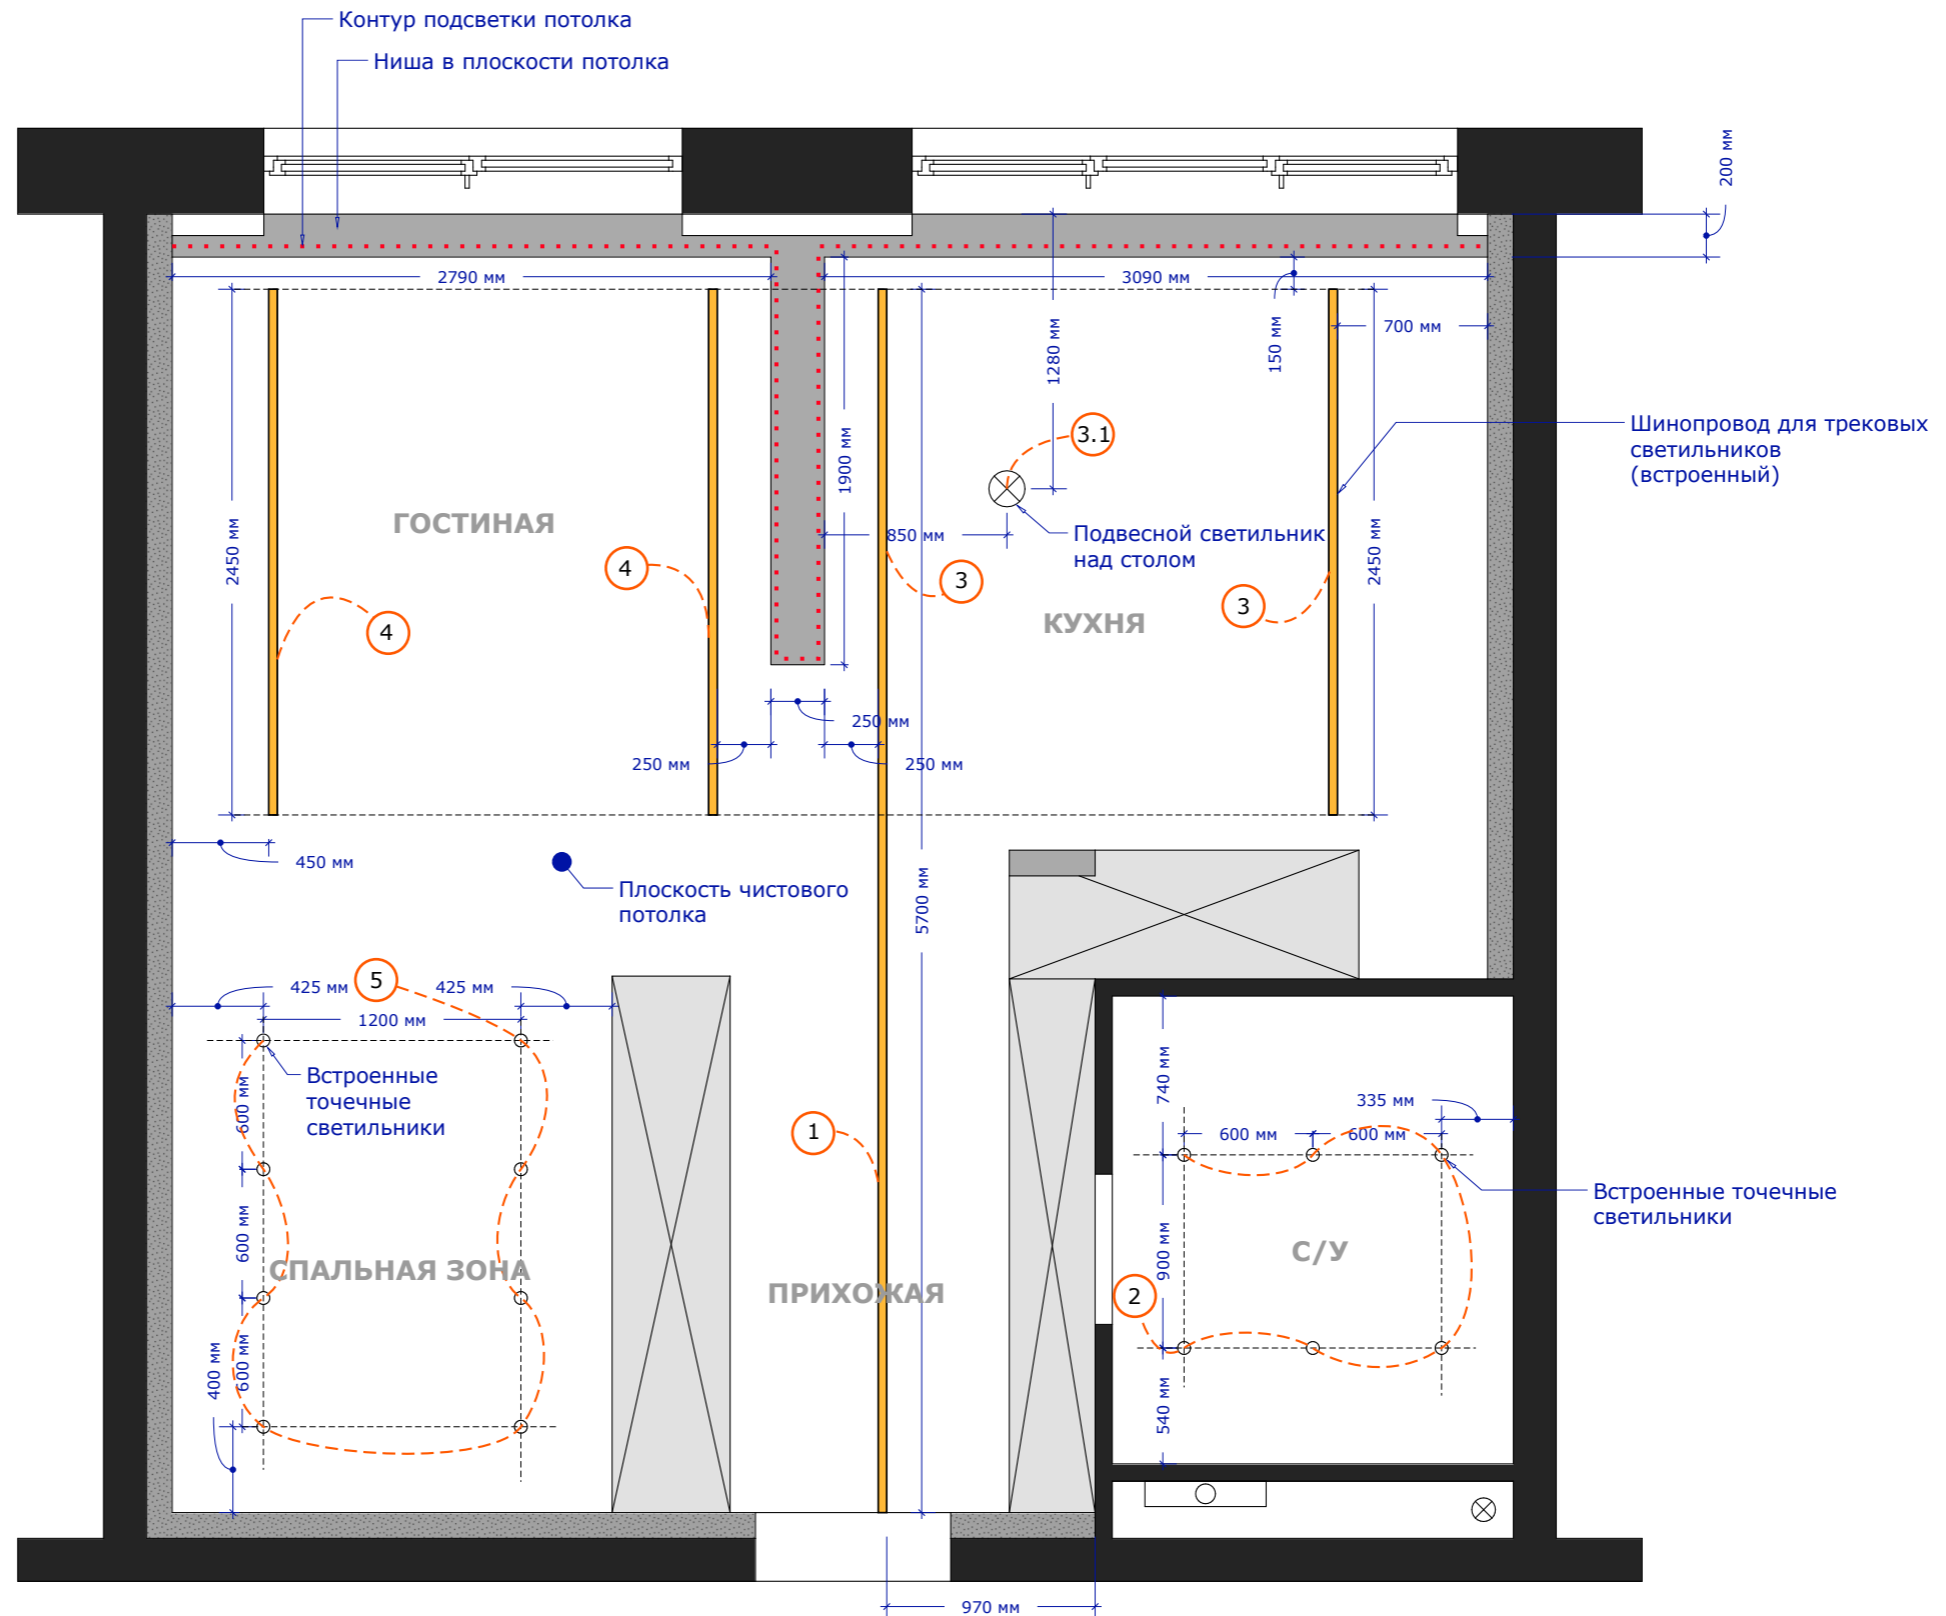 Контур подсветки потолка
Ниша в плоскости потолка
200 мм
2790 мм
3090 мм
700 мм
150 мм
1280 мм
Шинопровод для трековых
светильников
(встроенный)
3.1
1900 мм
ГОСТИНАЯ
2450 мм
850 мм
Подвесной светильник
над столом
2450 мм
4
4
3
3
КУХНЯ
250 мм
250 мм
250 мм
450 мм
Плоскость чистового
потолка
5700 мм
425 мм
5
425 мм
1200 мм
Встроенные
точечные
светильники
600 мм
600 мм
600 мм
400 мм
СПАЛЬНАЯ ЗОНА
1
ПРИХОЖАЯ
740 мм
335 мм
600 мм
600 мм
Встроенные точечные
светильники
900 мм
С/У
2
540 мм
970 мм